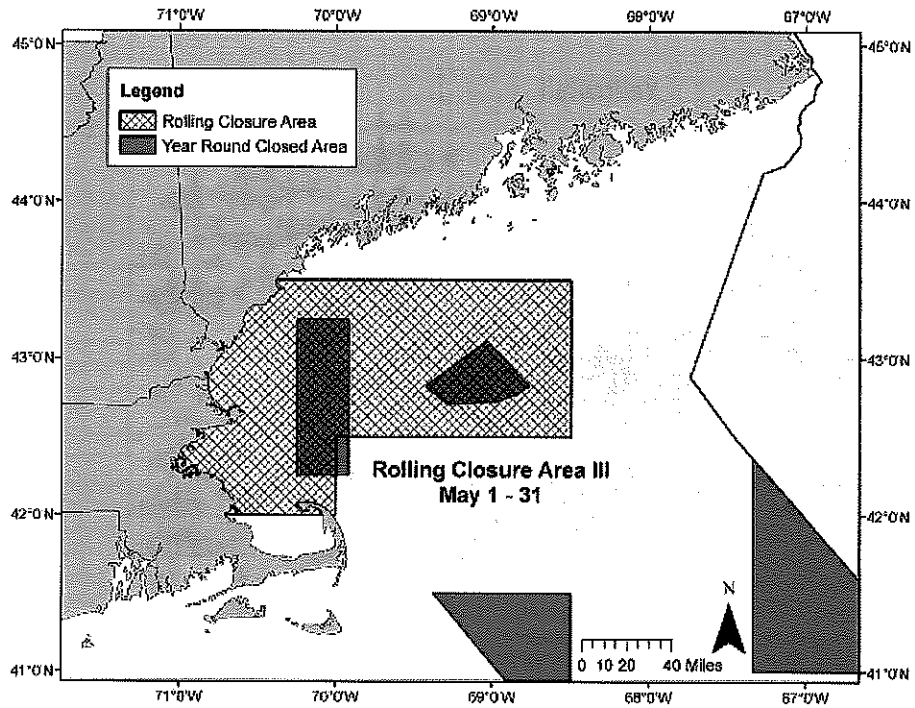 71°0'W 70°0'W 69°0'W 68°0'W 67°0'W
45°0'N 45°0'N
Legend
Rolling Closure Area
Year Round Closed Area
44°0'N 44°0'N
43°0'N 43°0'N
Rolling Closure Area III
May 1 - 31
42°0'N 42°0'N
N
0 10 20 40 Miles
41°0'N 41°0'N
71°0'W 70°0'W 69°0'W 68°0'W 67°0'W